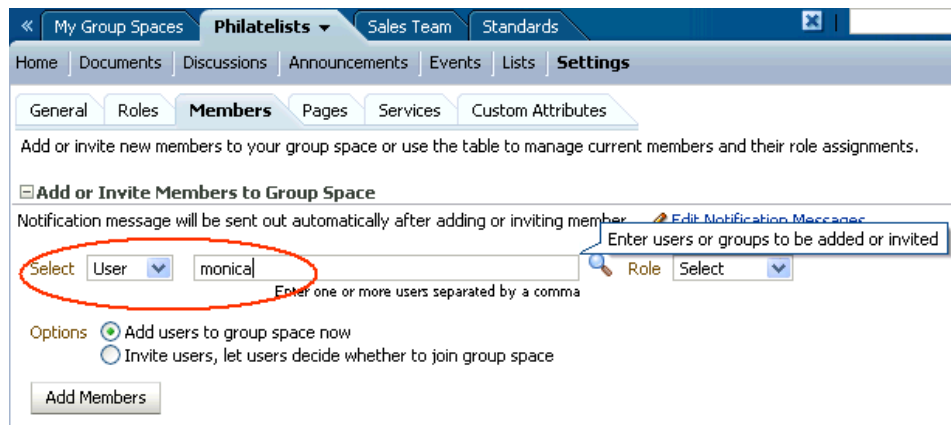 « My Group Spaces Philatelists Sales Team Standards
Home Documents Discussions Announcements Events Lists Settings
General Roles Members Pages Services Custom Attributes
Add or invite new members to your group space or use the table to manage current members and their role assignments.
Add or Invite Members to Group Space
Notification message will be sent out automatically after adding or inviting member Edit Notification Messages
Enter users or groups to be added or invited
Select User monica Role Select
Enter one or more users separated by a comma
Options Add users to group space now
Invite users, let users decide whether to join group space
Add Members